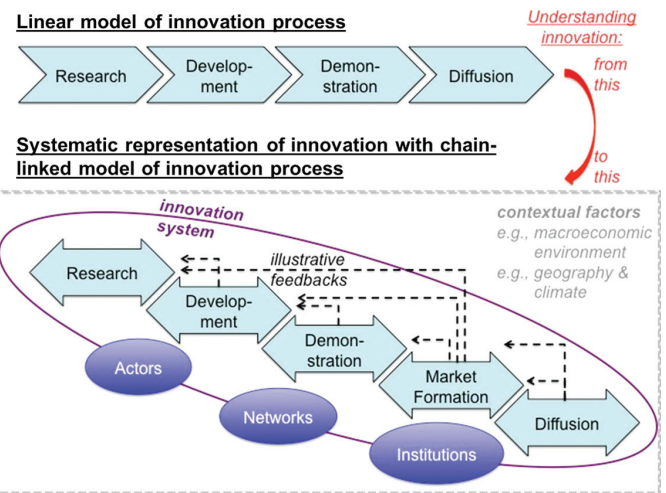 Linear model of innovation process
Understanding
innovation:
from
this
Research
Develop-
ment
Demon-
stration
Diffusion
Systematic representation of innovation with chain-
linked model of innovation process
to
this
innovation
system
contextual factors
e.g., macroeconomic
environment
e.g., geography &
climate
illustrative
feedbacks
Research
Develop-
ment
Demon-
stration
Market
Formation
Diffusion
Actors
Networks
Institutions